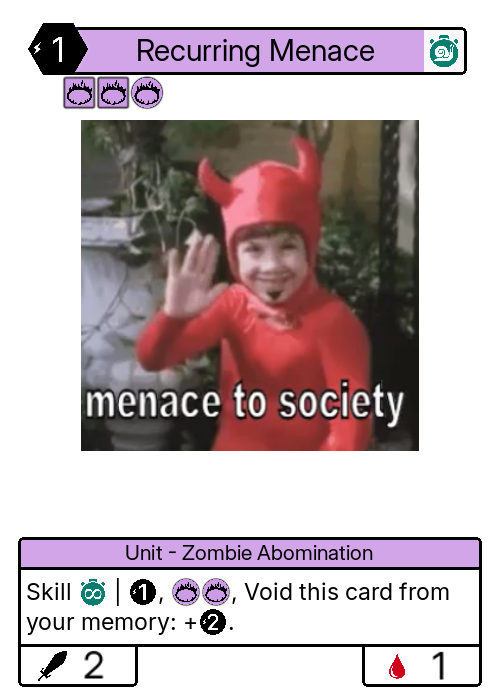 1 Recurring Menace
menace to society
Unit - Zombie Abomination
Skill | 1, , Void this card from
your memory: +2.
2 1